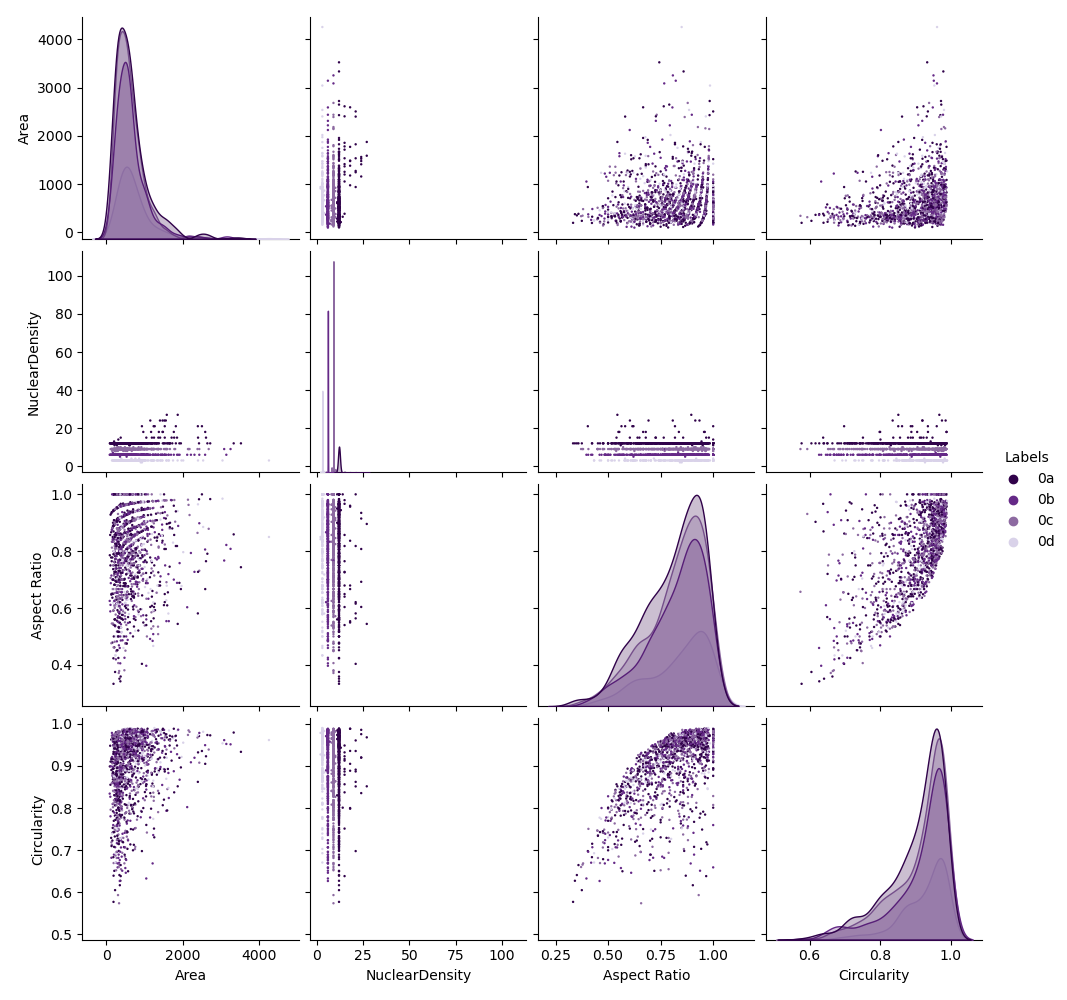 4000
3000
2000
1000
0
Area
100
80
60
40
20
0
NuclearDensity
1.0
0.8
0.6
0.4
Aspect Ratio
1.0
0.9
0.8
0.7
0.6
0.5
Circularity
0 2000 4000
Area
0 25 50 75 100
NuclearDensity
0.25 0.50 0.75 1.00
Aspect Ratio
0.6 0.8 1.0
Circularity
Labels
0a
0b
0c
0d